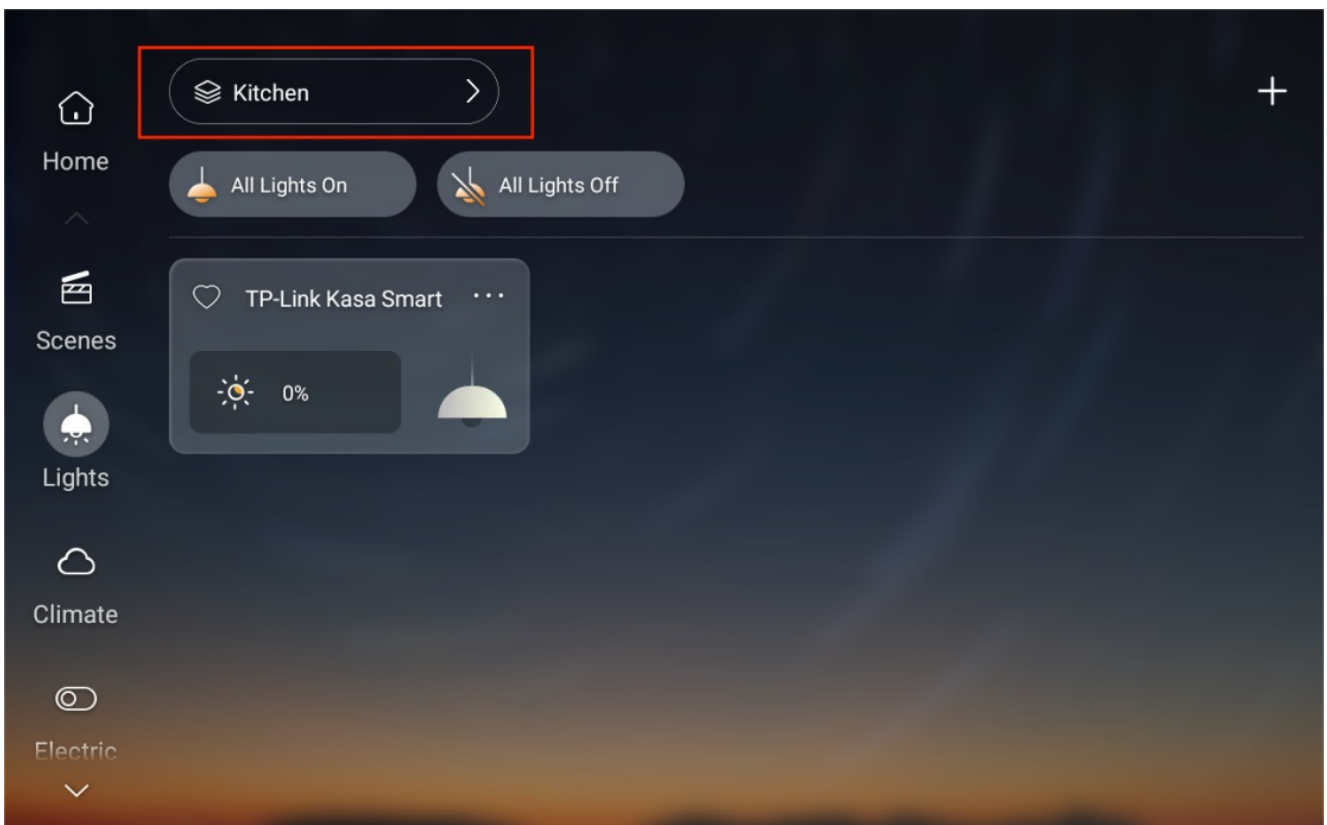 Kitchen
Home
All Lights On
All Lights Off
Scenes
TP-Link Kasa Smart
0%
Lights
Climate
Electric